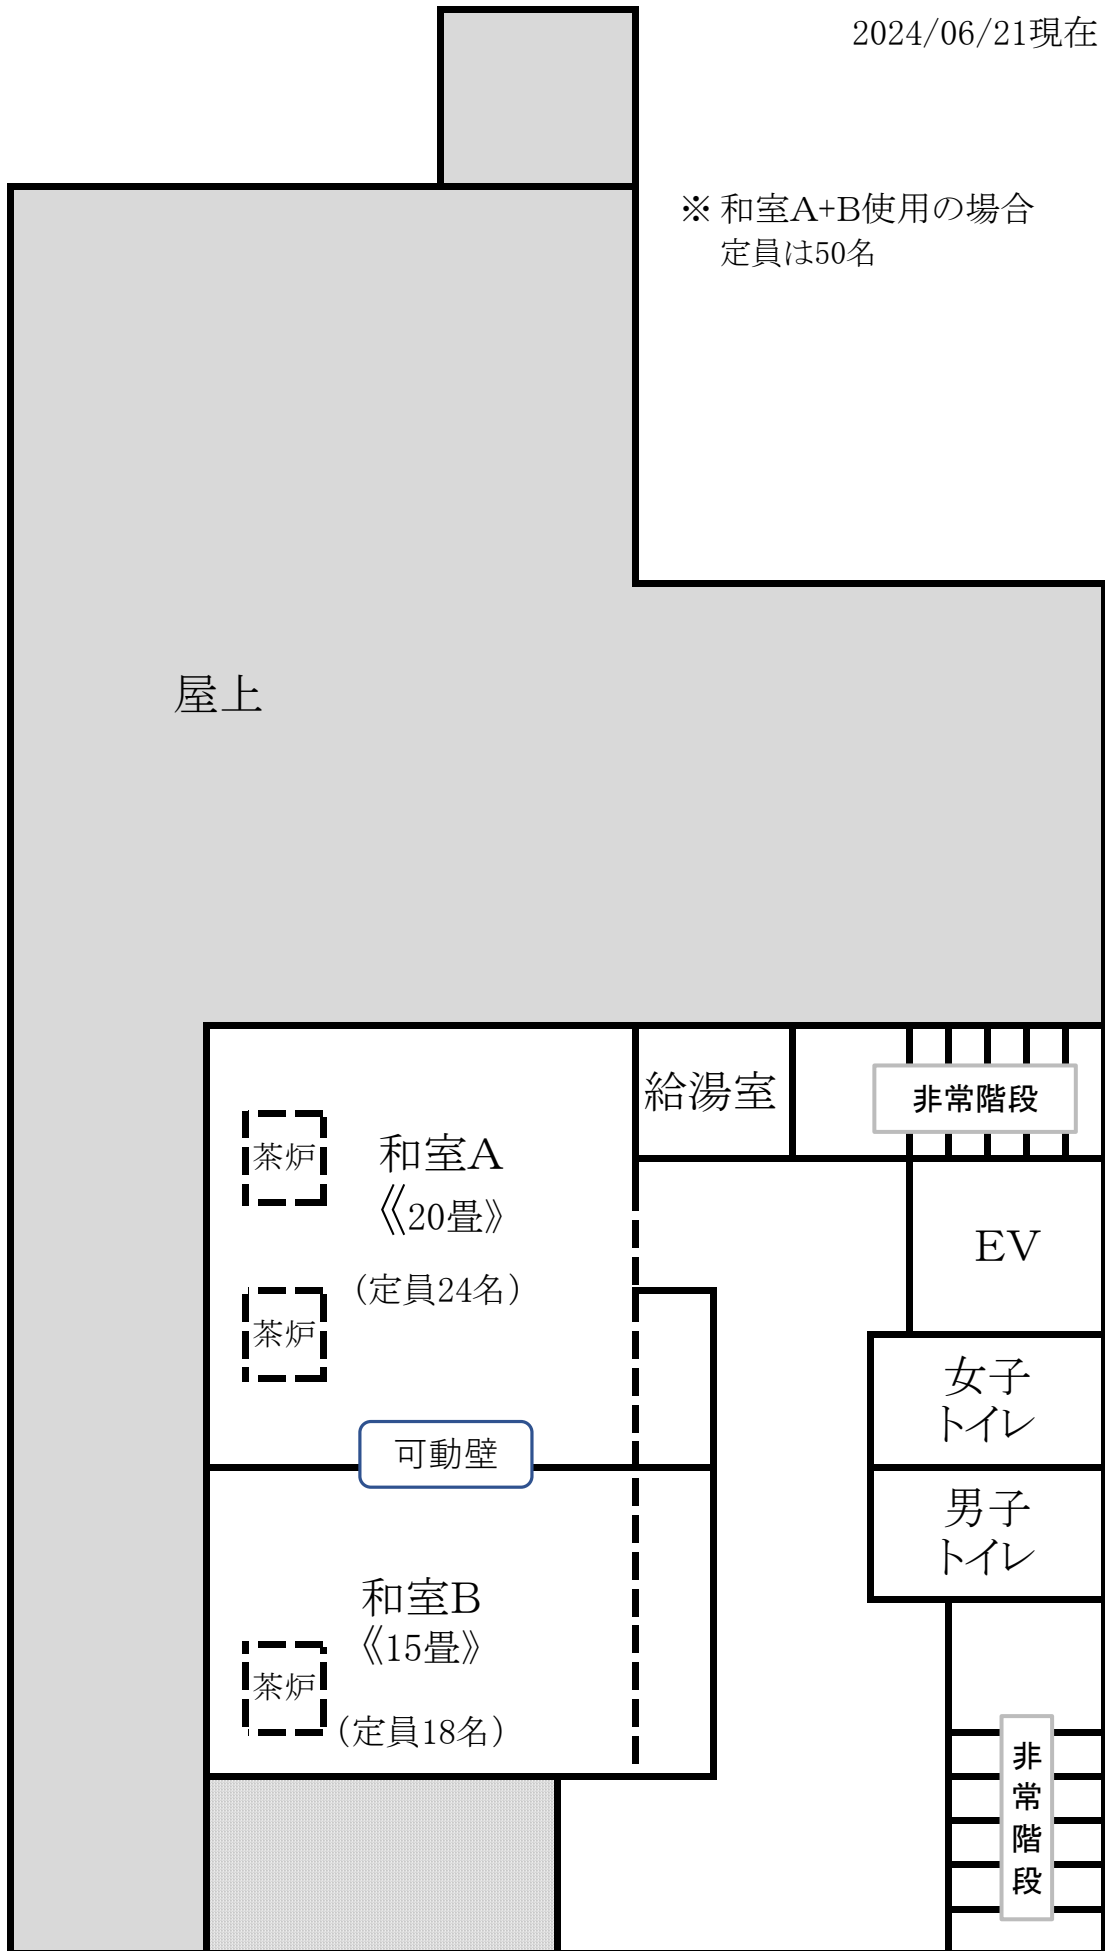 2024/06/21現在
※ 和室A+B使用の場合
定員は50名
屋上
給湯室
非常階段
茶炉
和室A
《20畳》
(定員24名)
EV
茶炉
女子
トイレ
可動壁
男子
トイレ
和室B
《15畳》
茶炉
(定員18名)
非常階段